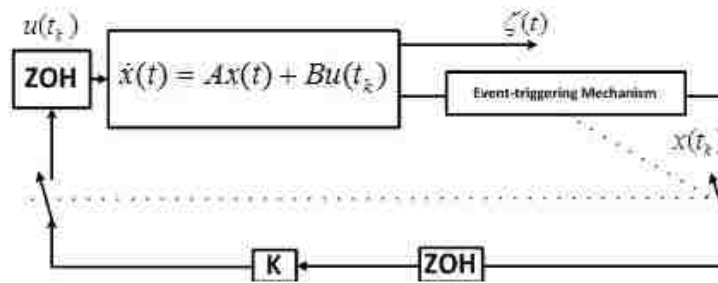 u(t_k)
ζ(t)
ZOH
ẋ(t) = Ax(t) + Bu(t_k)
Event-triggering Mechanism
x(t_k)
K
ZOH